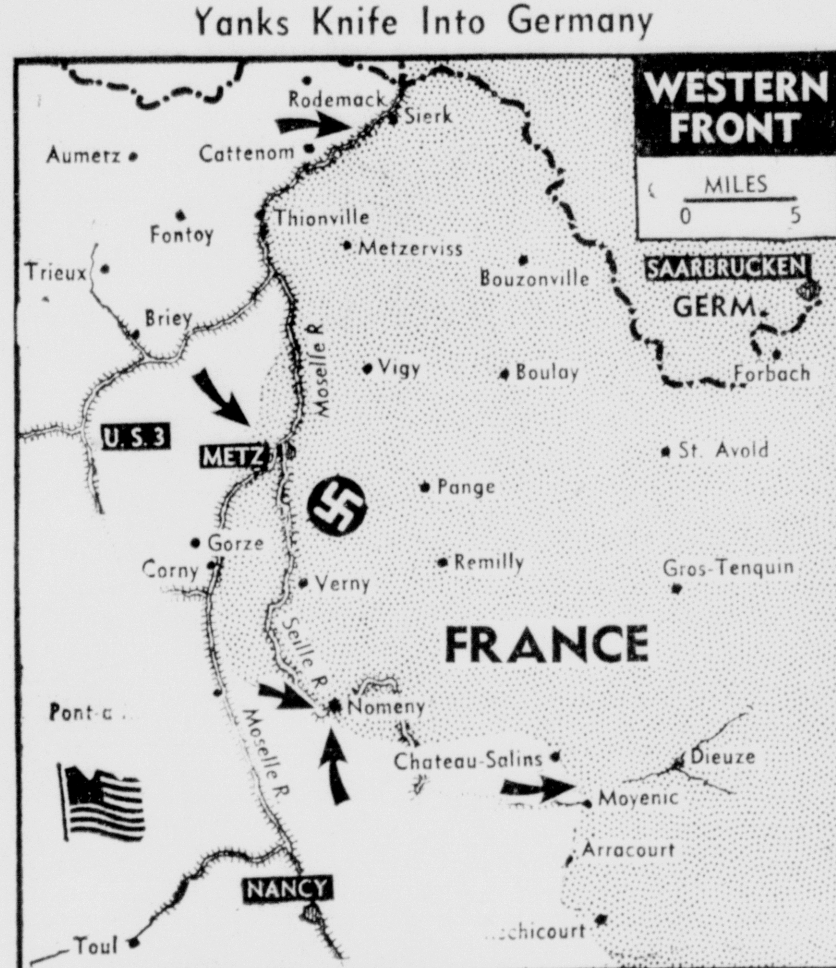 Yanks Knife Into Germany
WESTERN
FRONT
MILES
0 5
Rodemack
Sierk
Aumetz
Cattenom
Thionville
Fontoy
Metzerviss
Trieux
Bouzonville
SAARBRUCKEN
GERM.
Briey
Moselle R
Vigy
Boulay
Forbach
U.S.3
METZ
St. Avold
Pange
Gorze
Corny
Verny
Remilly
Gros-Tenquin
FRANCE
Seille R
Nomeny
Pont-a
Moselle R.
Chateau-Salins
Dieuze
Moyenic
Arracourt
NANCY
Toul